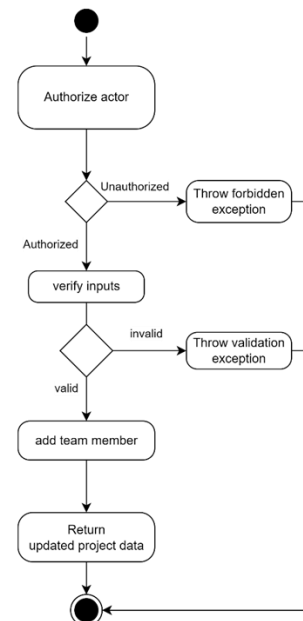 Authorize actor
Unauthorized
Throw forbidden
exception
Authorized
verify inputs
invalid
Throw validation
exception
valid
add team member
Return
updated project data